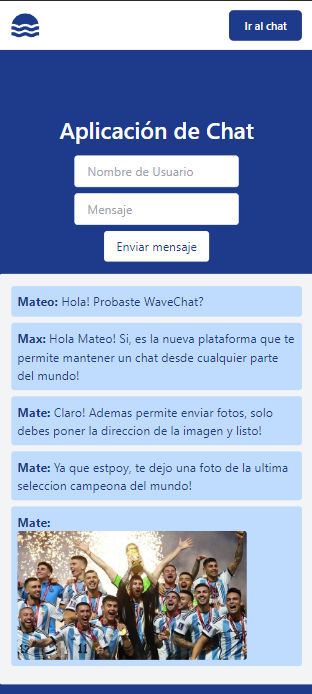 Ir al chat
Aplicación de Chat
Nombre de Usuario
Mensaje
Enviar mensaje
Mateo: Hola! Probaste WaveChat?
Max: Hola Mateo! Si, es la nueva plataforma que te
permite mantener un chat desde cualquier parte
del mundo!
Mate: Claro! Ademas permite enviar fotos, solo
debes poner la direccion de la imagen y listo!
Mate: Ya que estpoy, te dejo una foto de la ultima
seleccion campeona del mundo!
Mate:
17 11